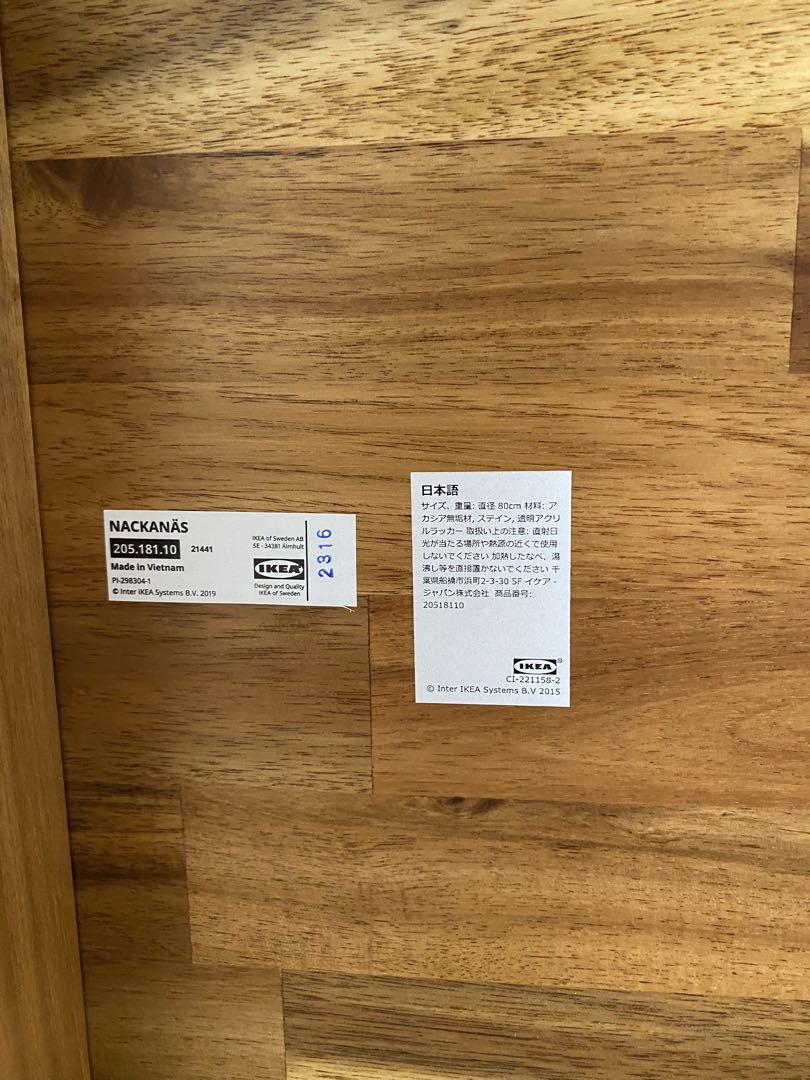 NACKANÄS
205.181.10 21441
Made in Vietnam
PI-298304-1
© Inter IKEA Systems B.V. 2019
IKEA of Sweden AB
SE - 34381 Älmhult
IKEA
Design and Quality
IKEA of Sweden
2316
日本語
サイズ、重量: 直径 80cm 材料: ア
カシア無垢材, ステイン, 透明アクリ
ルラッカー 取扱い上の注意: 直射日
光が当たる場所や熱源の近くで使用
しないでください 加熱したなべ、湯
沸し等を直接置かないでください 千
葉県船橋市浜町2-3-30 5F イケア・
ジャパン株式会社 商品番号:
20518110
IKEA®
CI-221158-2
© Inter IKEA Systems B.V 2015